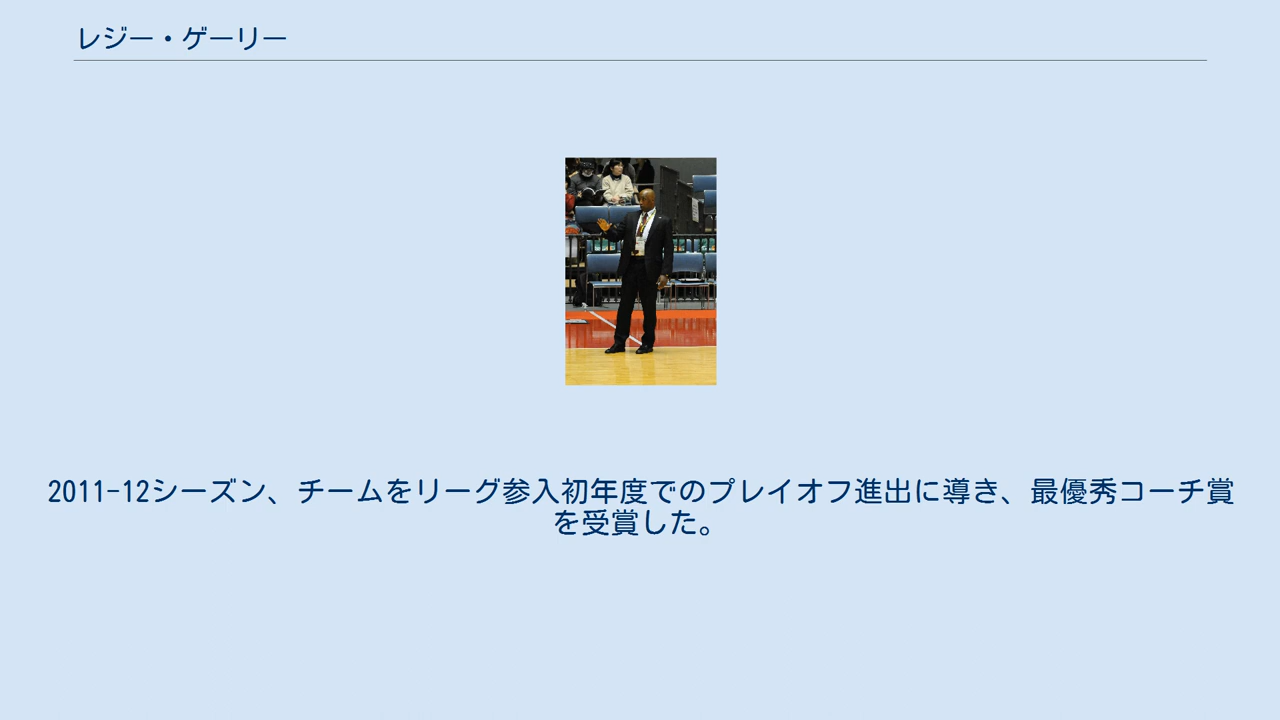 レジー・ゲーリー
2011-12シーズン、チームをリーグ参入初年度でのプレイオフ進出に導き、最優秀コーチ賞
を受賞した。